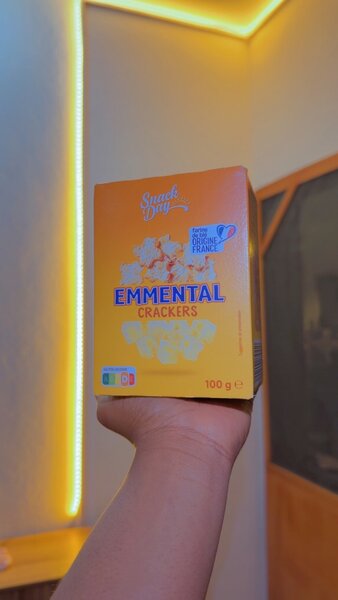 Snack
Day
farine
de blé
ORIGINE
FRANCE
EMMENTAL
CRACKERS
100 g e